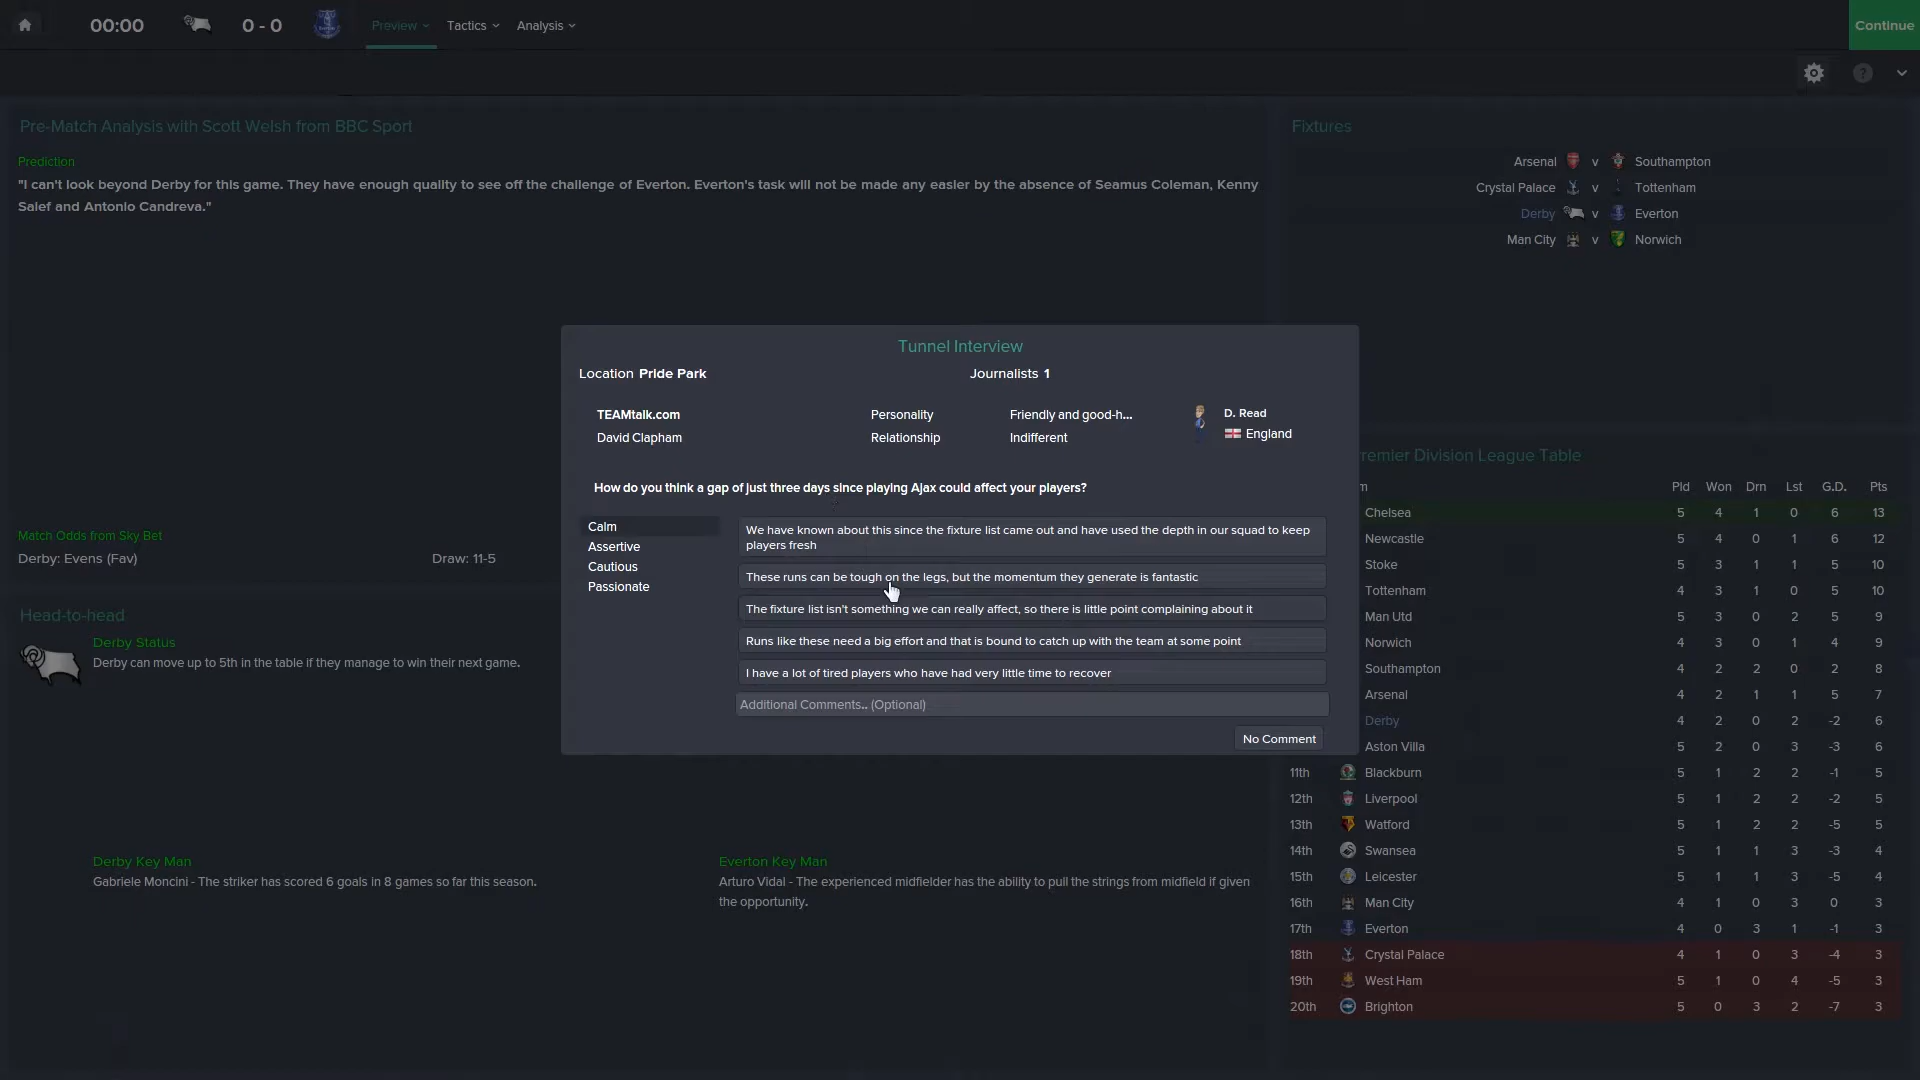 00:00
0 - 0
Preview
Tactics
Analysis
Continue
?
Pre-Match Analysis with Scott Welsh from BBC Sport
Prediction
"I can't look beyond Derby for this game. They have enough quality to see off the challenge of Everton. Everton's task will not be made any easier by the absence of Seamus Coleman, Kenny
Salef and Antonio Candreva."
Match Odds from Sky Bet
Derby: Evens (Fav)
Draw: 11-5
Head-to-head
Derby Status
Derby can move up to 5th in the table if they manage to win their next game.
Derby Key Man
Gabriele Moncini - The striker has scored 6 goals in 8 games so far this season.
Everton Key Man
Arturo Vidal - The experienced midfielder has the ability to pull the strings from midfield if given
the opportunity.
Tunnel Interview
Location Pride Park
Journalists 1
TEAMtalk.com
Personality
Friendly and good-h...
D. Read
David Clapham
Relationship
Indifferent
England
How do you think a gap of just three days since playing Ajax could affect your players?
Calm
Assertive
Cautious
Passionate
We have known about this since the fixture list came out and have used the depth in our squad to keep
players fresh
These runs can be tough on the legs, but the momentum they generate is fantastic
The fixture list isn't something we can really affect, so there is little point complaining about it
Runs like these need a big effort and that is bound to catch up with the team at some point
I have a lot of tired players who have had very little time to recover
Additional Comments.. (Optional)
No Comment
Fixtures
Arsenal v Southampton
Crystal Palace v Tottenham
Derby v Everton
Man City v Norwich
remier Division League Table
Pld Won Drn Lst G.D. Pts
Chelsea 5 4 1 0 6 13
Newcastle 5 4 0 1 6 12
Stoke 5 3 1 1 5 10
Tottenham 4 3 1 0 5 10
Man Utd 5 3 0 2 5 9
Norwich 4 3 0 1 4 9
Southampton 4 2 2 0 2 8
Arsenal 4 2 1 1 5 7
Derby 4 2 0 2 -2 6
Aston Villa 5 2 0 3 -3 6
11th Blackburn 5 1 2 2 -1 5
12th Liverpool 5 1 2 2 -2 5
13th Watford 5 1 2 2 -5 5
14th Swansea 5 1 1 3 -3 4
15th Leicester 5 1 1 3 -5 4
16th Man City 4 1 0 3 0 3
17th Everton 4 0 3 1 -1 3
18th Crystal Palace 4 1 0 3 -4 3
19th West Ham 5 1 0 4 -5 3
20th Brighton 5 0 3 2 -7 3